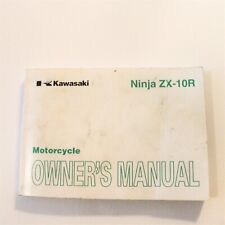 Kawasaki
Ninja ZX-10R
Motorcycle
OWNER'S MANUAL